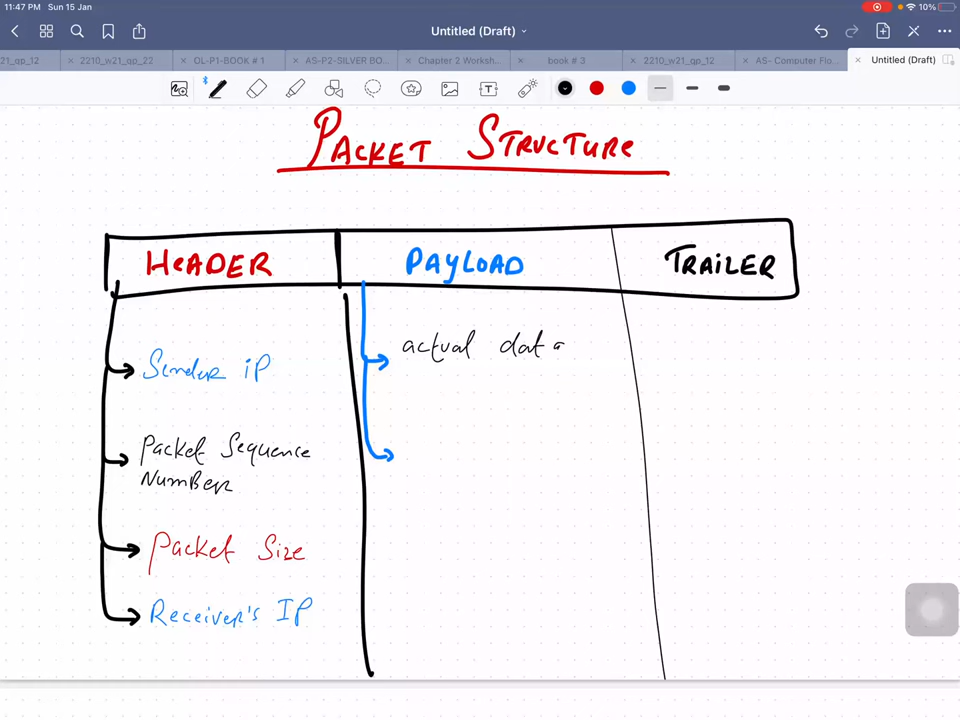 11:47 PM Sun 15 Jan
10%
Untitled (Draft)
21_qp_12
2210_w21_qp_22
OL-P1-BOOK # 1
AS-P2-SILVER BO...
Chapter 2 Worksh...
book # 3
2210_w21_qp_12
AS- Computer Flo...
Untitled (Draft)
PACKET STRUCTURE
HEADER PAYLOAD TRAILER
Sender iP
Packet Sequence
Number
Packet Size
Receiver's IP
actual data